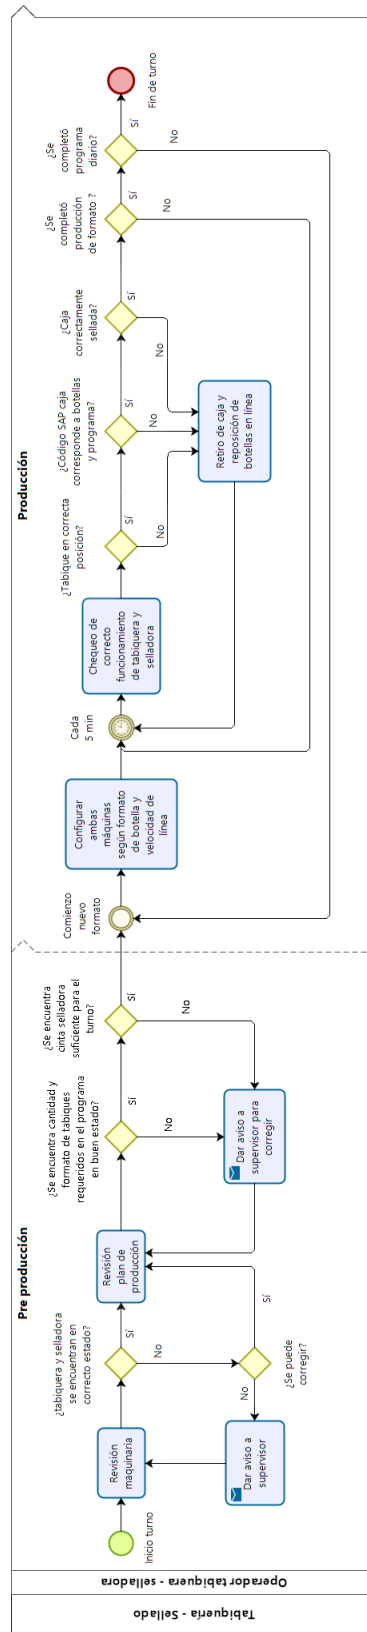 Tabiquería - Sellado
Operador tabiquera - selladora
Pre producción
Inicio turno
Revisión
maquinaria
¿tabiquera y selladora
se encuentran en
correcto estado?
Sí
No
¿Se puede
corregir?
No
Sí
Dar aviso a
supervisor
Revisión
plan de
producción
¿Se encuentra cantidad y
formato de tabiques
requeridos en el programa
en buen estado?
Sí
No
Dar aviso a
supervisor para
corregir
¿Se encuentra
cinta selladora
suficiente para el
turno?
Sí
No
Producción
Comienzo
nuevo
formato
Configurar
ambas
máquinas
según formato
de botella y
velocidad de
línea
Cada
5 min
Chequeo de
correcto
funcionamiento
de tabiquera y
selladora
¿Tabique en correcta
posición?
Sí
No
¿Código SAP caja
corresponde a botellas
y programa?
Sí
No
Retiro de caja y
reposición de
botellas en línea
¿Caja
correctamente
sellada?
Sí
No
¿Se
completó
producción
de formato ?
Sí
No
¿Se
completó
programa
diario?
Sí
No
Fin de turno